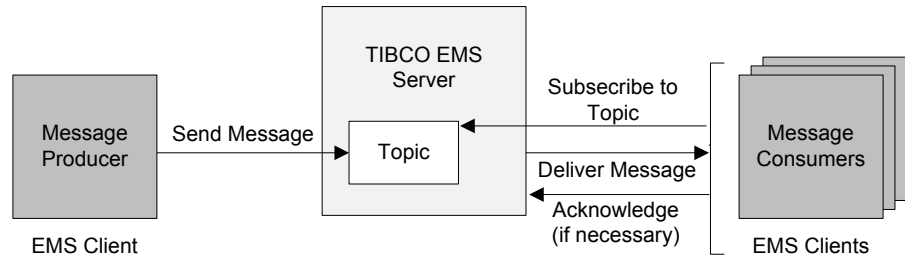 TIBCO EMS
Server
Message
Producer
Send Message
Topic
Subsecribe to
Topic
Deliver Message
Acknowledge
(if necessary)
Message
Consumers
EMS Client
EMS Clients